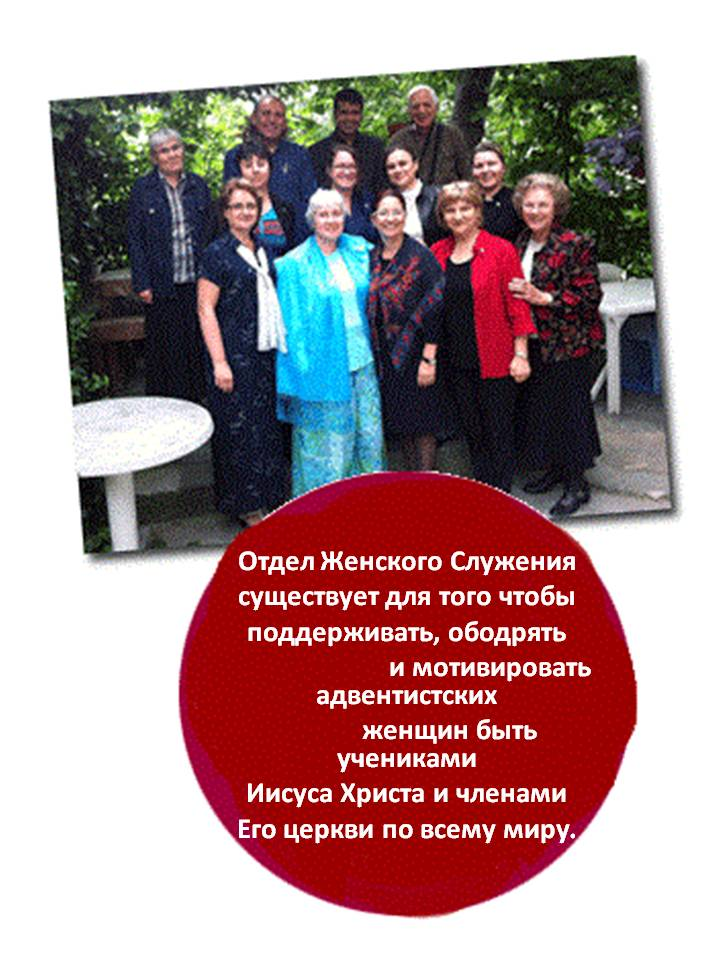 Отдел Женского Служения
существует для того чтобы
поддерживать, ободрять
и мотивировать
адвентистских
женщин быть
учениками
Иисуса Христа и членами
Его церкви по всему миру.